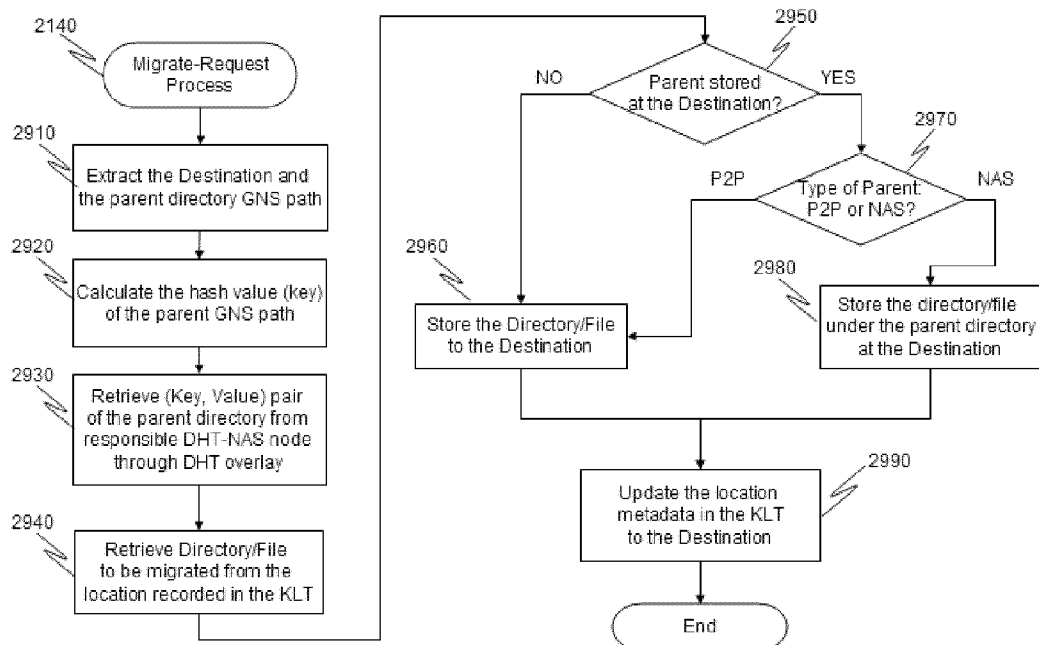 2140
Migrate-Request
Process
2910
Extract the Destination and
the parent directory GNS path
2920
Calculate the hash value (key)
of the parent GNS path
2930
Retrieve (Key, Value) pair
of the parent directory from
responsible DHT-NAS node
through DHT overlay
2940
Retrieve Directory/File
to be migrated from the
location recorded in the KLT
2950
NO
Parent stored
at the Destination?
YES
2970
P2P
Type of Parent:
P2P or NAS?
NAS
2960
Store the Directory/File
to the Destination
2980
Store the directory/file
under the parent directory
at the Destination
2990
Update the location
metadata in the KLT
to the Destination
End